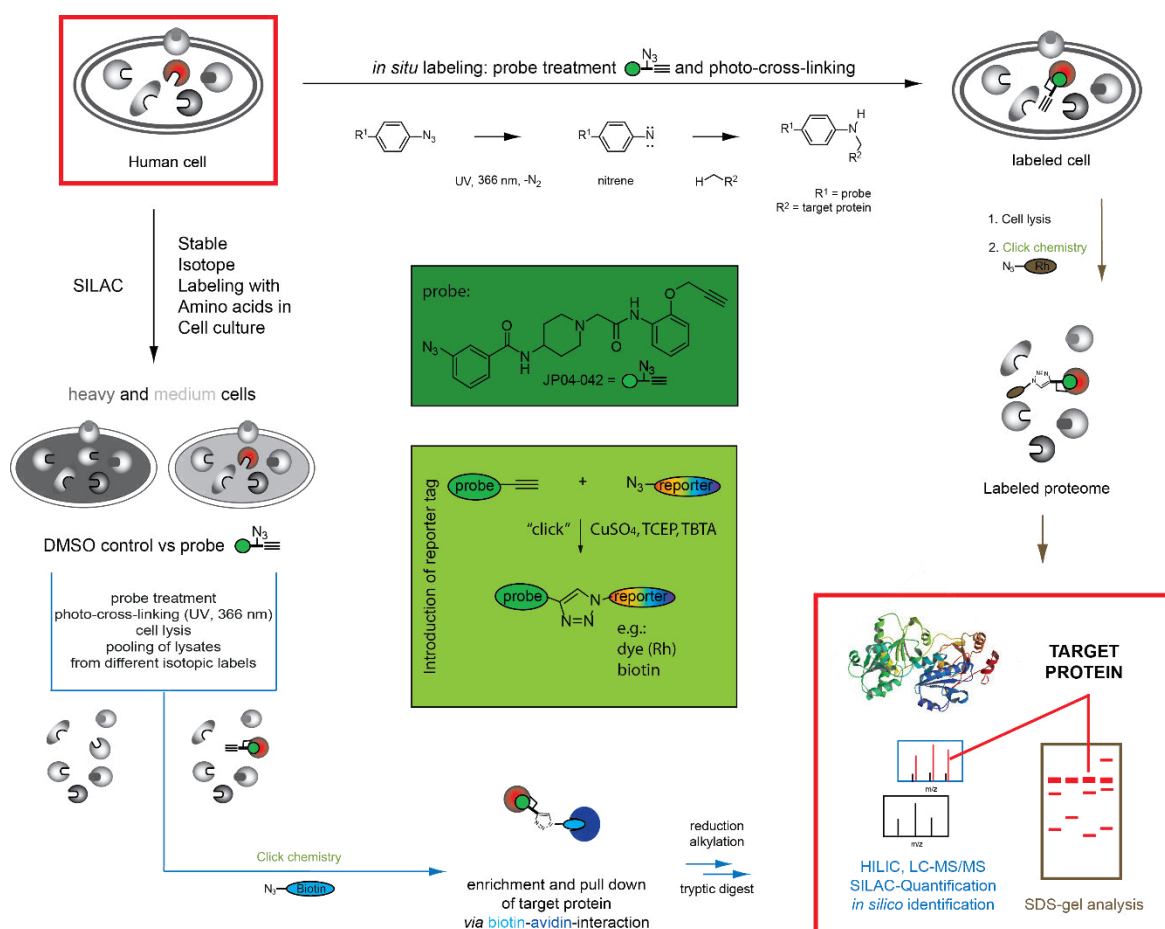 Human cell
in situ labeling: probe treatment N3 and photo-cross-linking
labeled cell
R1
N3
UV, 366 nm, -N2
R1
N
nitrene
H
R2
R1
H
N
R2
R1 = probe
R2 = target protein
1. Cell lysis
2. Click chemistry
N3
Rh
SILAC
Stable
Isotope
Labeling with
Amino acids in
Cell culture
probe:
N3
O
N
H
N
O
H
N
O
JP04-042 =
N3
heavy and medium cells
N=N
N
Labeled proteome
DMSO control vs probe N3
probe treatment
photo-cross-linking (UV, 366 nm)
cell lysis
pooling of lysates
from different isotopic labels
Introduction of reporter tag
probe
+
N3
reporter
"click"
CuSO4, TCEP, TBTA
probe
N=N
N
reporter
e.g.:
dye (Rh)
biotin
TARGET
PROTEIN
m/z
m/z
HILIC, LC-MS/MS
SILAC-Quantification
in silico identification
SDS-gel analysis
Click chemistry
N3
Biotin
N=N
N
enrichment and pull down
of target protein
via biotin-avidin-interaction
reduction
alkylation
tryptic digest